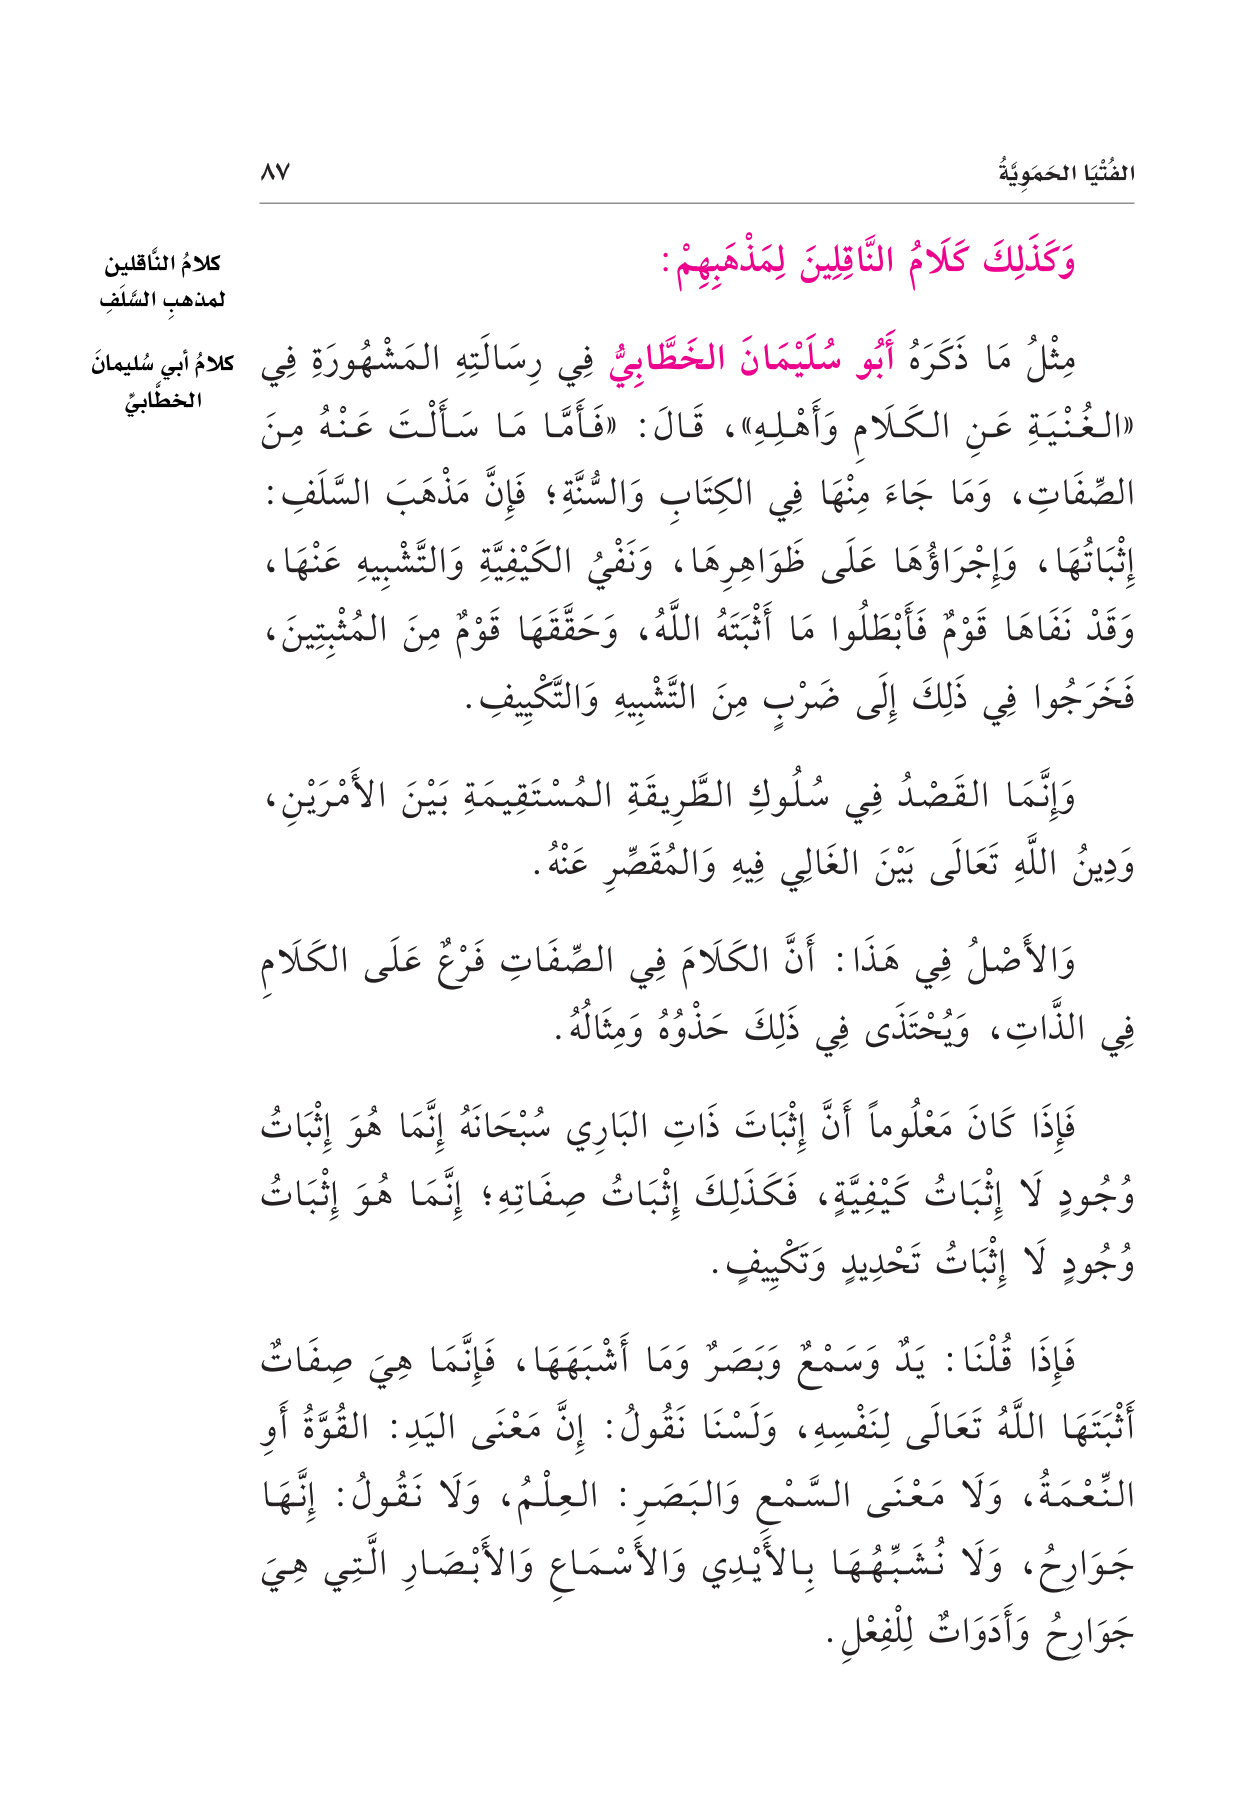 الفُتْيَا الحَمَوِيَّةُ
٨٧
وَكَذَلِكَ كَلَامُ النَّاقِلِينَ لِمَذْهَبِهِمْ:
كلامُ النَّاقلين
لمذهبِ السَّلَفِ
مِثْلُ مَا ذَكَرَهُ أَبُو سُلَيْمَانَ الخَطَّابِيُّ فِي رِسَالَتِهِ المَشْهُورَةِ فِي
كلامُ أبي سُليمانَ
الخطَّابيِّ
«الغُنْيَةِ عَنِ الكَلَامِ وَأَهْلِهِ»، قَالَ: «فَأَمَّا مَا سَأَلْتَ عَنْهُ مِنَ
الصِّفَاتِ، وَمَا جَاءَ مِنْهَا فِي الكِتَابِ وَالسُّنَّةِ؛ فَإِنَّ مَذْهَبَ السَّلَفِ:
إِثْبَاتُهَا، وَإِجْرَاؤُهَا عَلَى ظَوَاهِرِهَا، وَنَفْيُ الكَيْفِيَّةِ وَالتَّشْبِيهِ عَنْهَا،
وَقَدْ نَفَاهَا قَوْمٌ فَأَبْطَلُوا مَا أَثْبَتَهُ اللَّهُ، وَحَقَّقَهَا قَوْمٌ مِنَ المُثْبِتِينَ،
فَخَرَجُوا فِي ذَلِكَ إِلَى ضَرْبٍ مِنَ التَّشْبِيهِ وَالتَّكْيِيفِ.
وَإِنَّمَا القَصْدُ فِي سُلُوكِ الطَّرِيقَةِ المُسْتَقِيمَةِ بَيْنَ الأَمْرَيْنِ،
وَدِينُ اللَّهِ تَعَالَى بَيْنَ الغَالِي فِيهِ وَالمُقَصِّرِ عَنْهُ.
وَالأَصْلُ فِي هَذَا: أَنَّ الكَلَامَ فِي الصِّفَاتِ فَرْعٌ عَلَى الكَلَامِ
فِي الذَّاتِ، وَيُحْتَذَى فِي ذَلِكَ حَذْوُهُ وَمِثَالُهُ.
فَإِذَا كَانَ مَعْلُوماً أَنَّ إِثْبَاتَ ذَاتِ البَارِي سُبْحَانَهُ إِنَّمَا هُوَ إِثْبَاتُ
وُجُودٍ لَا إِثْبَاتُ كَيْفِيَّةٍ، فَكَذَلِكَ إِثْبَاتُ صِفَاتِهِ؛ إِنَّمَا هُوَ إِثْبَاتُ
وُجُودٍ لَا إِثْبَاتُ تَحْدِيدٍ وَتَكْيِيفٍ.
فَإِذَا قُلْنَا: يَدٌ وَسَمْعٌ وَبَصَرٌ وَمَا أَشْبَهَهَا، فَإِنَّمَا هِيَ صِفَاتٌ
أَثْبَتَهَا اللَّهُ تَعَالَى لِنَفْسِهِ، وَلَسْنَا نَقُولُ: إِنَّ مَعْنَى اليَدِ: القُوَّةُ أَوِ
النِّعْمَةُ، وَلَا مَعْنَى السَّمْعِ وَالبَصَرِ: العِلْمُ، وَلَا نَقُولُ: إِنَّهَا
جَوَارِحُ، وَلَا نُشَبِّهُهَا بِالأَيْدِي وَالأَسْمَاعِ وَالأَبْصَارِ الَّتِي هِيَ
جَوَارِحُ وَأَدَوَاتٌ لِلْفِعْلِ.